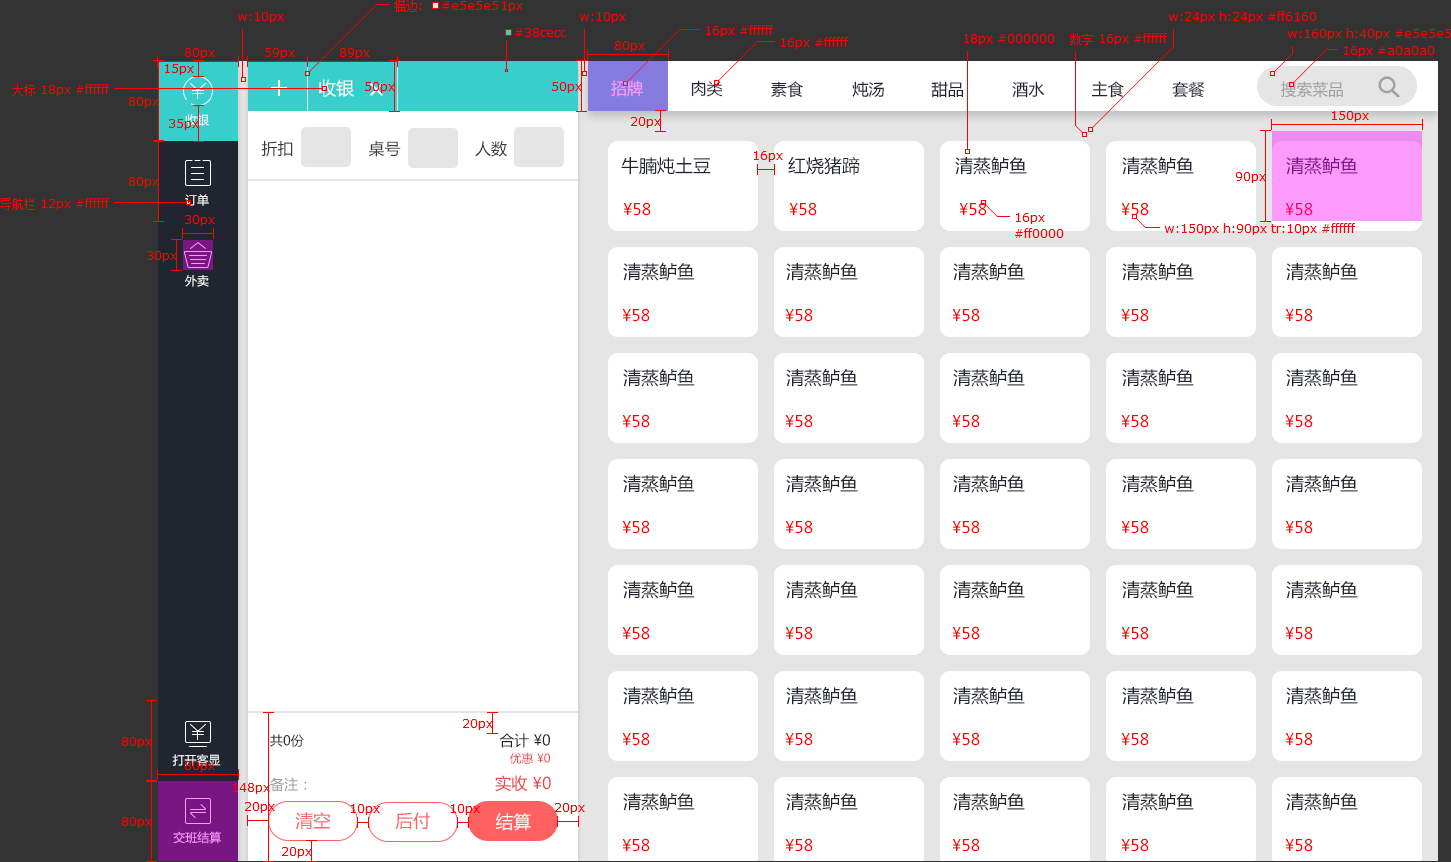 描边: #e5e5e51px
w:10px
w:10px
w:24px h:24px #ff6160
16px #ffffff
#38cecc
w:160px h:40px #e5e5e5
16px #ffffff
18px #000000
数字 16px #ffffff
80px
16px #a0a0a0
80px
59px
89px
15px
大标 18px #ffffff
80px
收银
35px
收银
50px
50px
招牌
肉类
素食
炖汤
甜品
酒水
主食
套餐
搜索菜品
20px
150px
折扣
桌号
人数
80px
订单
导航栏 12px #ffffff
30px
30px
外卖
16px
90px
牛腩炖土豆
红烧猪蹄
清蒸鲈鱼
清蒸鲈鱼
清蒸鲈鱼
¥58
¥58
¥58
¥58
¥58
16px
#ff0000
w:150px h:90px tr:10px #ffffff
清蒸鲈鱼
清蒸鲈鱼
清蒸鲈鱼
清蒸鲈鱼
清蒸鲈鱼
¥58
¥58
¥58
¥58
¥58
清蒸鲈鱼
清蒸鲈鱼
清蒸鲈鱼
清蒸鲈鱼
清蒸鲈鱼
¥58
¥58
¥58
¥58
¥58
清蒸鲈鱼
清蒸鲈鱼
清蒸鲈鱼
清蒸鲈鱼
清蒸鲈鱼
¥58
¥58
¥58
¥58
¥58
清蒸鲈鱼
清蒸鲈鱼
清蒸鲈鱼
清蒸鲈鱼
清蒸鲈鱼
¥58
¥58
¥58
¥58
¥58
清蒸鲈鱼
清蒸鲈鱼
清蒸鲈鱼
清蒸鲈鱼
清蒸鲈鱼
¥58
¥58
¥58
¥58
¥58
清蒸鲈鱼
清蒸鲈鱼
清蒸鲈鱼
清蒸鲈鱼
清蒸鲈鱼
¥58
¥58
¥58
¥58
¥58
80px
打开客显
80px
80px
交班结算
20px
共0份
合计 ¥0
优惠 ¥0
148px
备注：
实收 ¥0
20px
清空
10px
后付
10px
结算
20px
20px